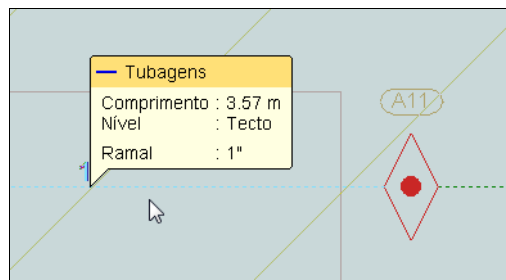 Tubagens
Comprimento : 3.57 m
Nível : Tecto
Ramal : 1"
A11